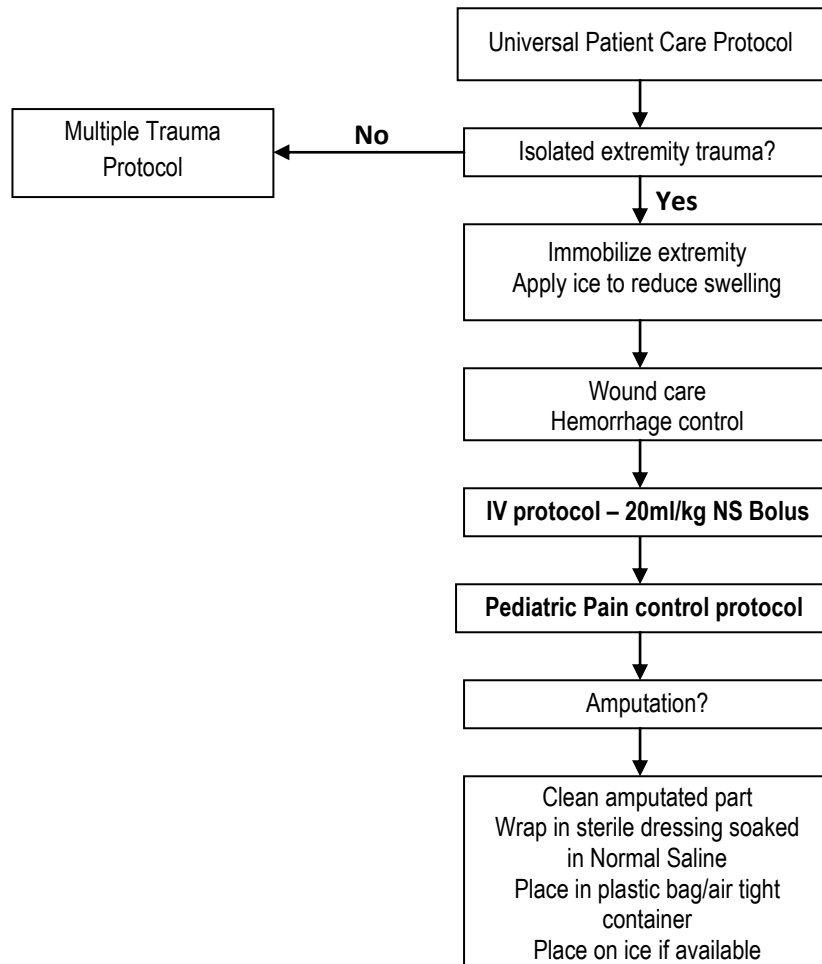 Universal Patient Care Protocol
Multiple Trauma
Protocol
No
Isolated extremity trauma?
Yes
Immobilize extremity
Apply ice to reduce swelling
Wound care
Hemorrhage control
IV protocol – 20ml/kg NS Bolus
Pediatric Pain control protocol
Amputation?
Clean amputated part
Wrap in sterile dressing soaked
in Normal Saline
Place in plastic bag/air tight
container
Place on ice if available